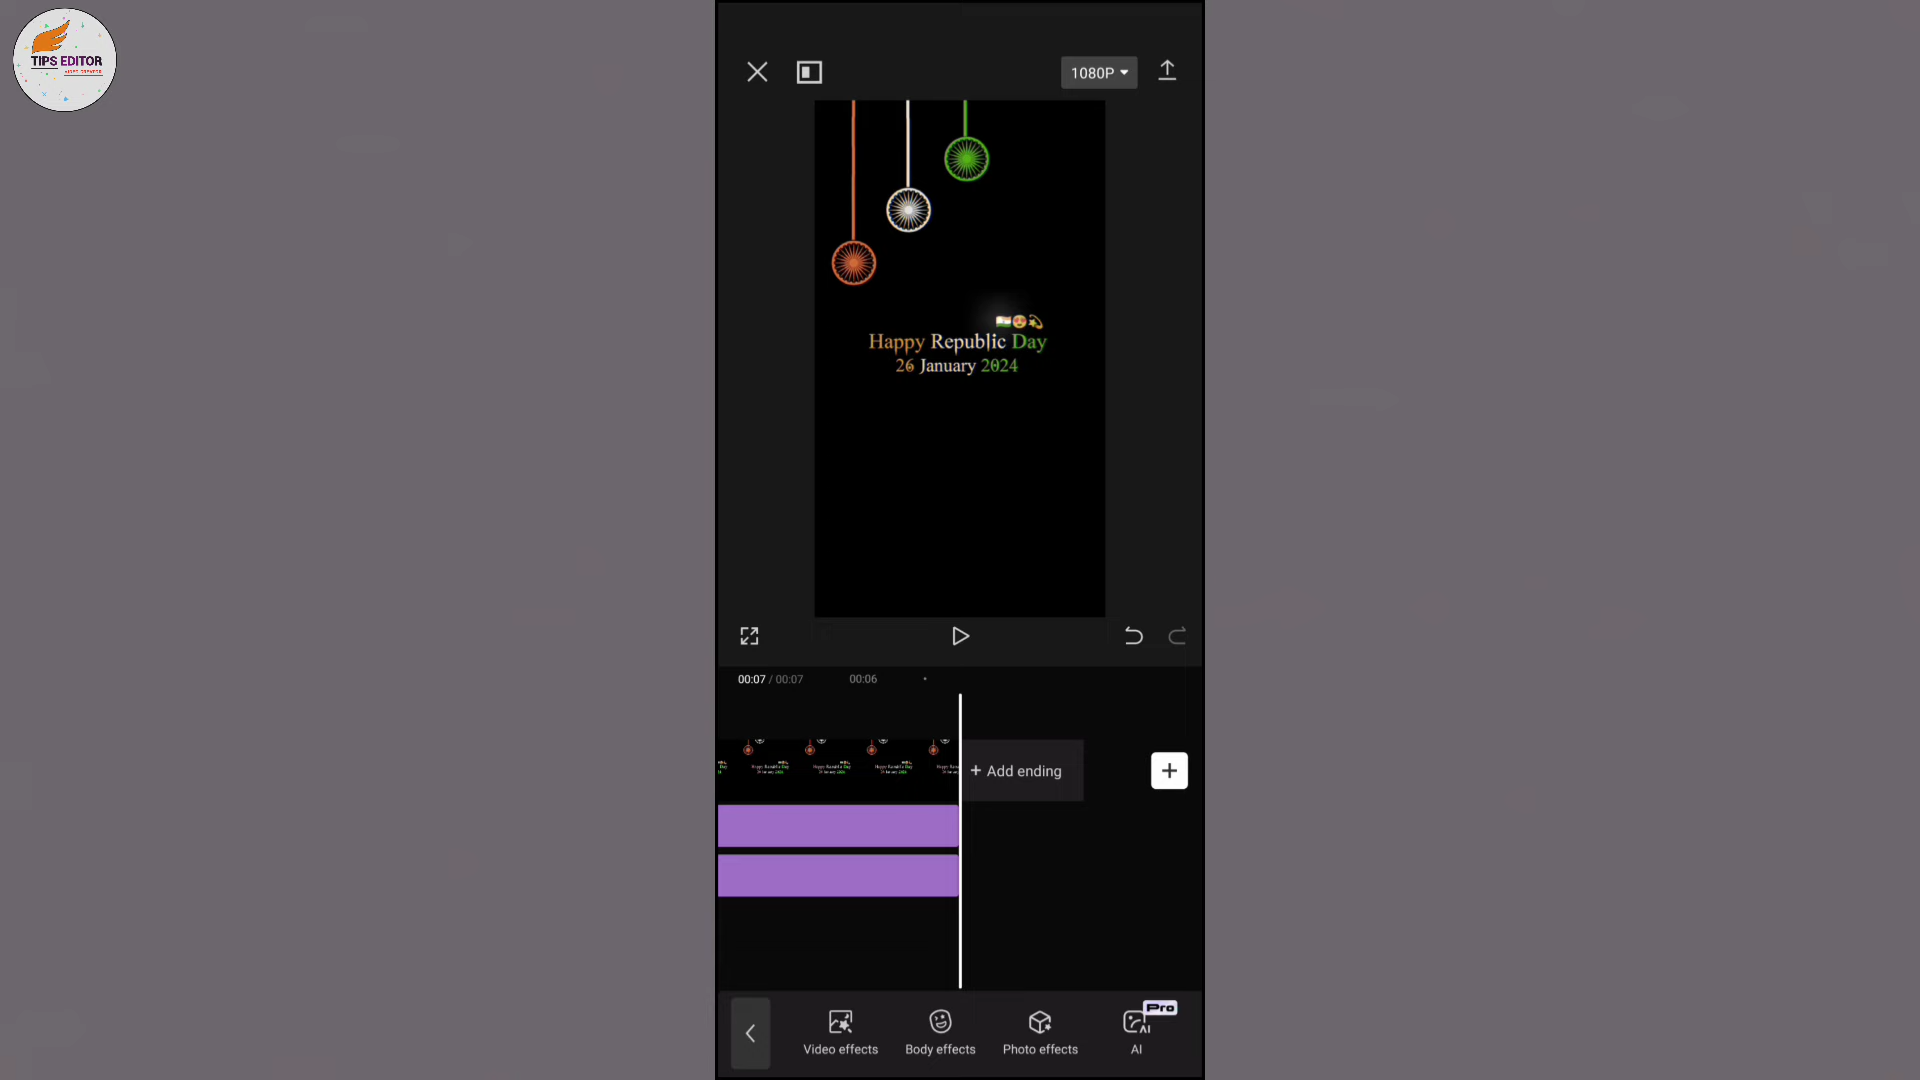 TIPS EDITOR
1080P
Happy Republic Day
26 January 2024
00:07 / 00:07
00:06
+ Add ending
Pro
Video effects
Body effects
Photo effects
AI